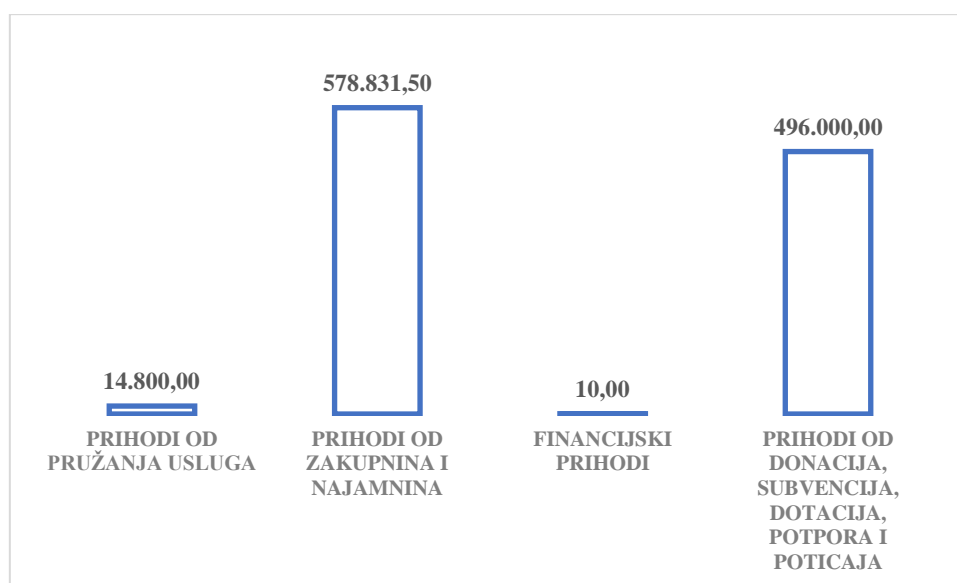 578.831,50
496.000,00
14.800,00
10,00
PRIHODI OD
PRUŽANJA USLUGA
PRIHODI OD
ZAKUPNINA I
NAJAMNINA
FINANCIJSKI
PRIHODI
PRIHODI OD
DONACIJA,
SUBVENCIJA,
DOTACIJA,
POTPORA I
POTICAJA